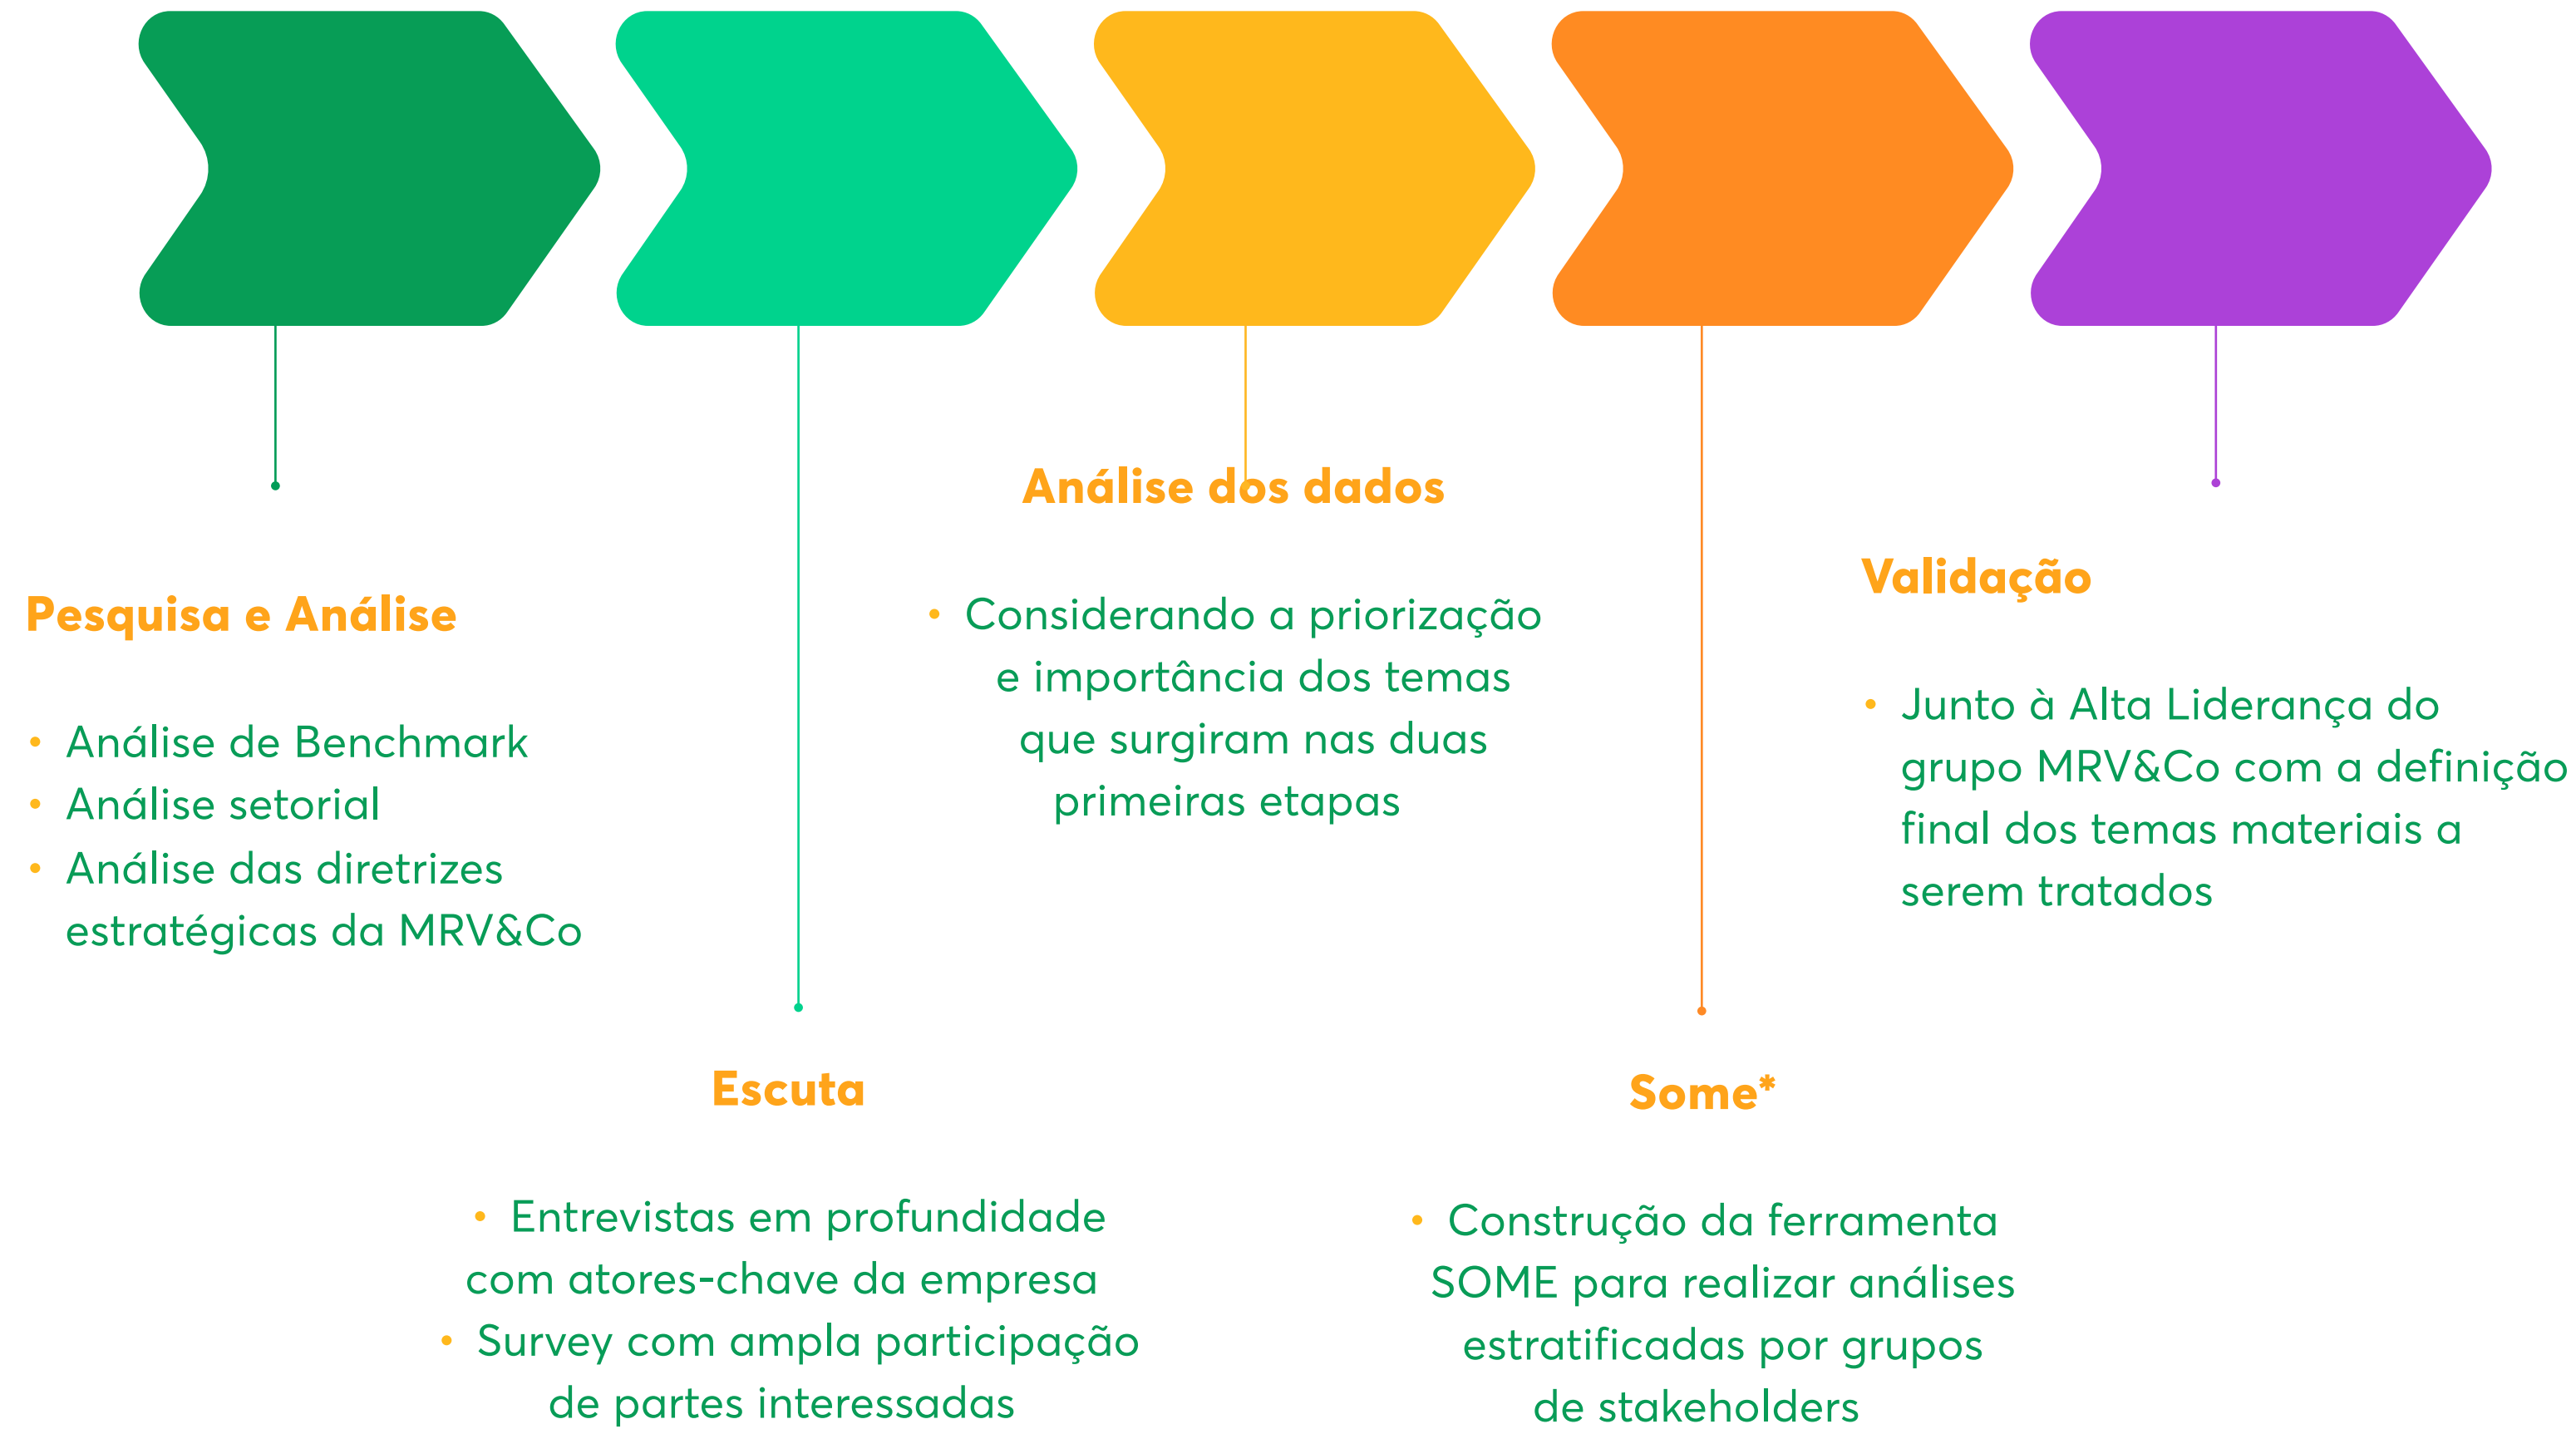 Pesquisa e Análise
• Análise de Benchmark
• Análise setorial
• Análise das diretrizes
estratégicas da MRV&Co
Escuta
• Entrevistas em profundidade
com atores-chave da empresa
• Survey com ampla participação
de partes interessadas
Análise dos dados
• Considerando a priorização
e importância dos temas
que surgiram nas duas
primeiras etapas
Some*
• Construção da ferramenta
SOME para realizar análises
estratificadas por grupos
de stakeholders
Validação
• Junto à Alta Liderança do
grupo MRV&Co com a definição
final dos temas materiais a
serem tratados